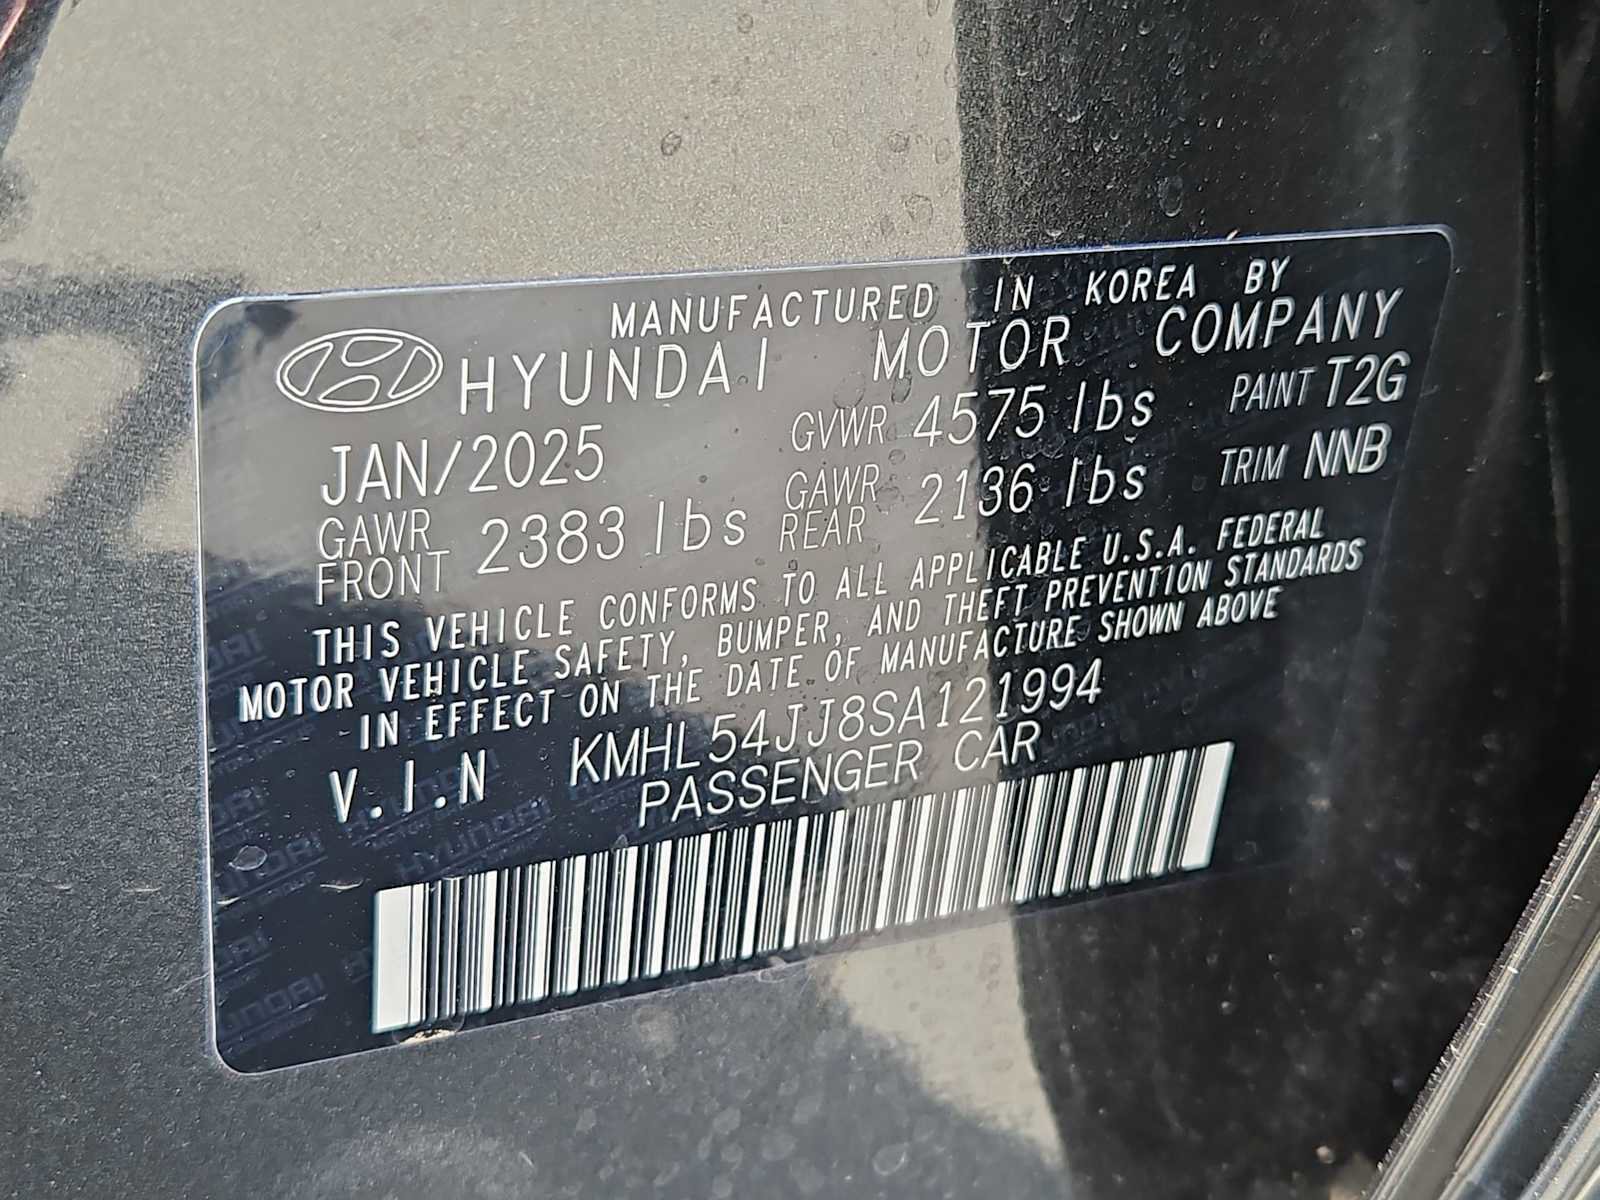 MANUFACTURED IN KOREA BY
HYUNDAI MOTOR COMPANY
JAN/2025 GVWR 4575 lbs PAINT T2G
GAWR FRONT 2383 lbs GAWR REAR 2136 lbs TRIM NNB
THIS VEHICLE CONFORMS TO ALL APPLICABLE U.S.A. FEDERAL
MOTOR VEHICLE SAFETY, BUMPER, AND THEFT PREVENTION STANDARDS
IN EFFECT ON THE DATE OF MANUFACTURE SHOWN ABOVE
V.I.N KMHL54JJ8SA121994
PASSENGER CAR